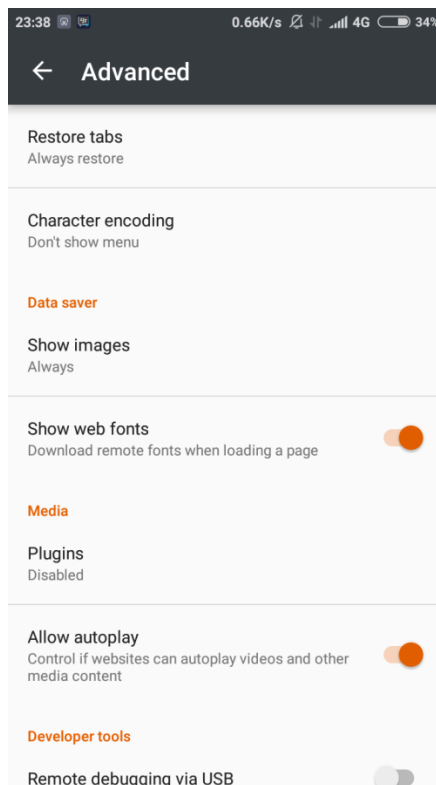 23:38 0.66K/s 4G 34%
Advanced
Restore tabs
Always restore
Character encoding
Don't show menu
Data saver
Show images
Always
Show web fonts
Download remote fonts when loading a page
Media
Plugins
Disabled
Allow autoplay
Control if websites can autoplay videos and other
media content
Developer tools
Remote debugging via USB